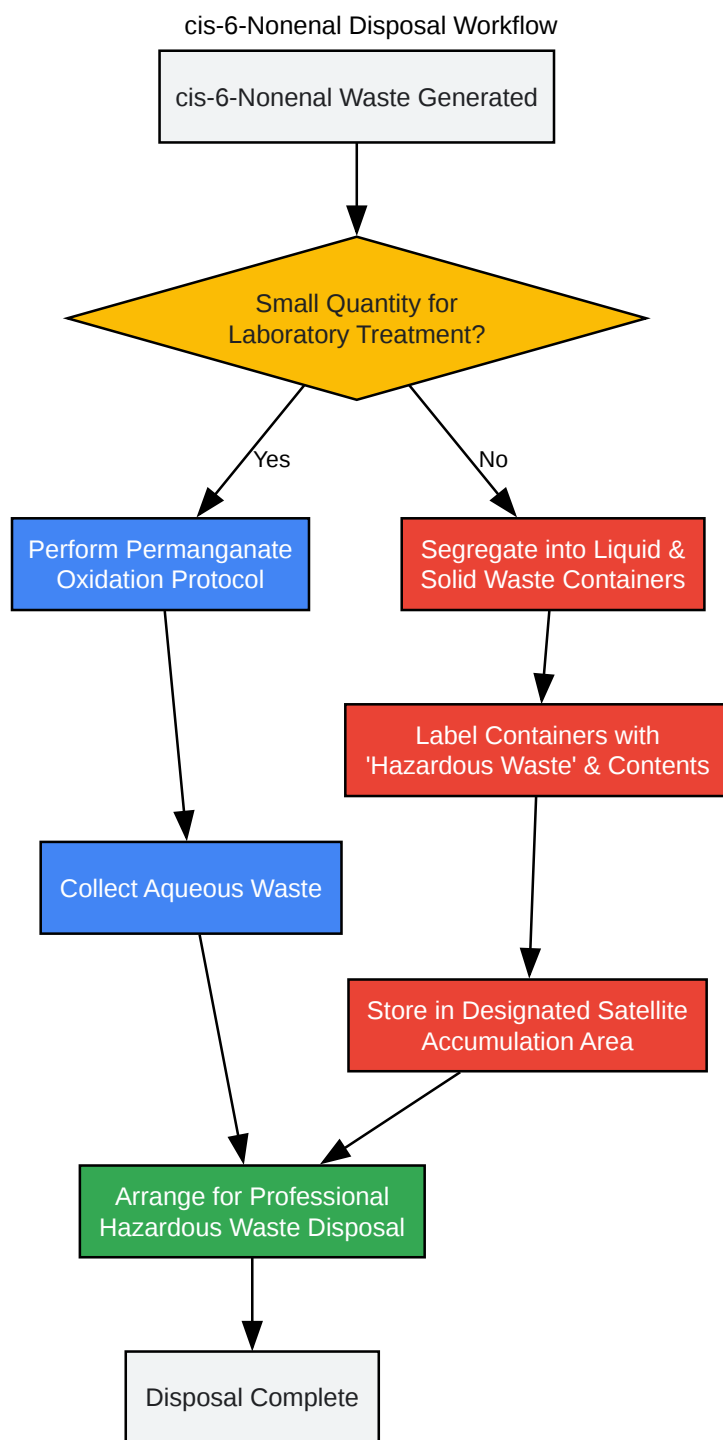 cis-6-Nonenal Disposal Workflow
cis-6-Nonenal Waste Generated
Small Quantity for
Laboratory Treatment?
Yes
No
Perform Permanganate
Oxidation Protocol
Segregate into Liquid &
Solid Waste Containers
Label Containers with
'Hazardous Waste' & Contents
Collect Aqueous Waste
Store in Designated Satellite
Accumulation Area
Arrange for Professional
Hazardous Waste Disposal
Disposal Complete